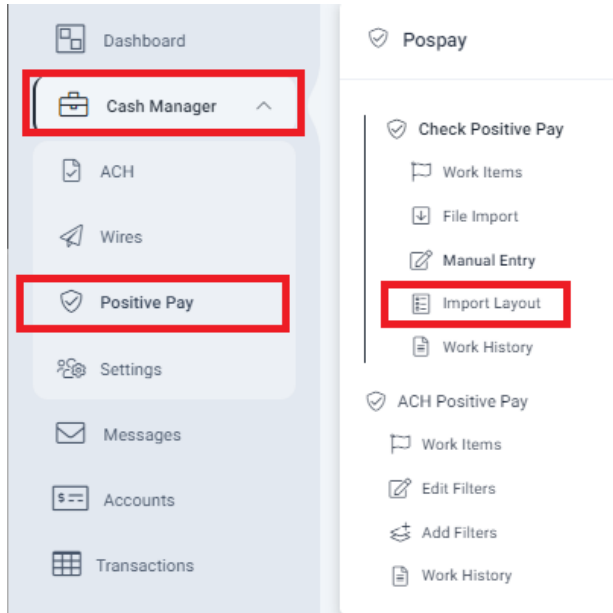 Dashboard
Cash Manager
ACH
Wires
Positive Pay
Settings
Messages
$ Accounts
Transactions
Pospay
Check Positive Pay
Work Items
File Import
Manual Entry
Import Layout
Work History
ACH Positive Pay
Work Items
Edit Filters
Add Filters
Work History